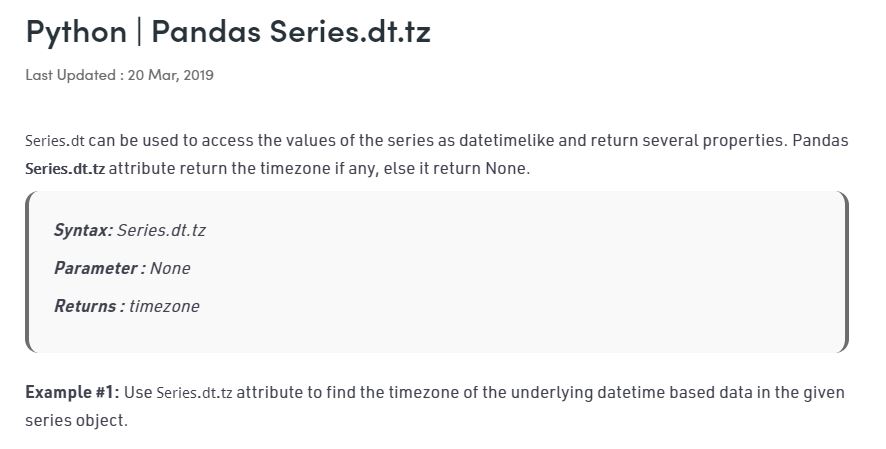 Python | Pandas Series.dt.tz
Last Updated : 20 Mar, 2019
Series.dt can be used to access the values of the series as datetimelike and return several properties. Pandas
Series.dt.tz attribute return the timezone if any, else it return None.
Syntax: Series.dt.tz
Parameter : None
Returns : timezone
Example #1: Use Series.dt.tz attribute to find the timezone of the underlying datetime based data in the given
series object.